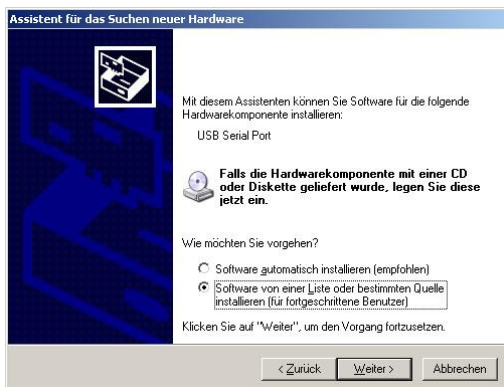 Assistent für das Suchen neuer Hardware
Mit diesem Assistenten können Sie Software für die folgende
Hardwarekomponente installieren:
USB Serial Port
Falls die Hardwarekomponente mit einer CD
oder Diskette geliefert wurde, legen Sie diese
jetzt ein.
Wie möchten Sie vorgehen?
Software automatisch installieren (empfohlen)
Software von einer Liste oder bestimmten Quelle
installieren (für fortgeschrittene Benutzer)
Klicken Sie auf "Weiter", um den Vorgang fortzusetzen.
< Zurück Weiter > Abbrechen